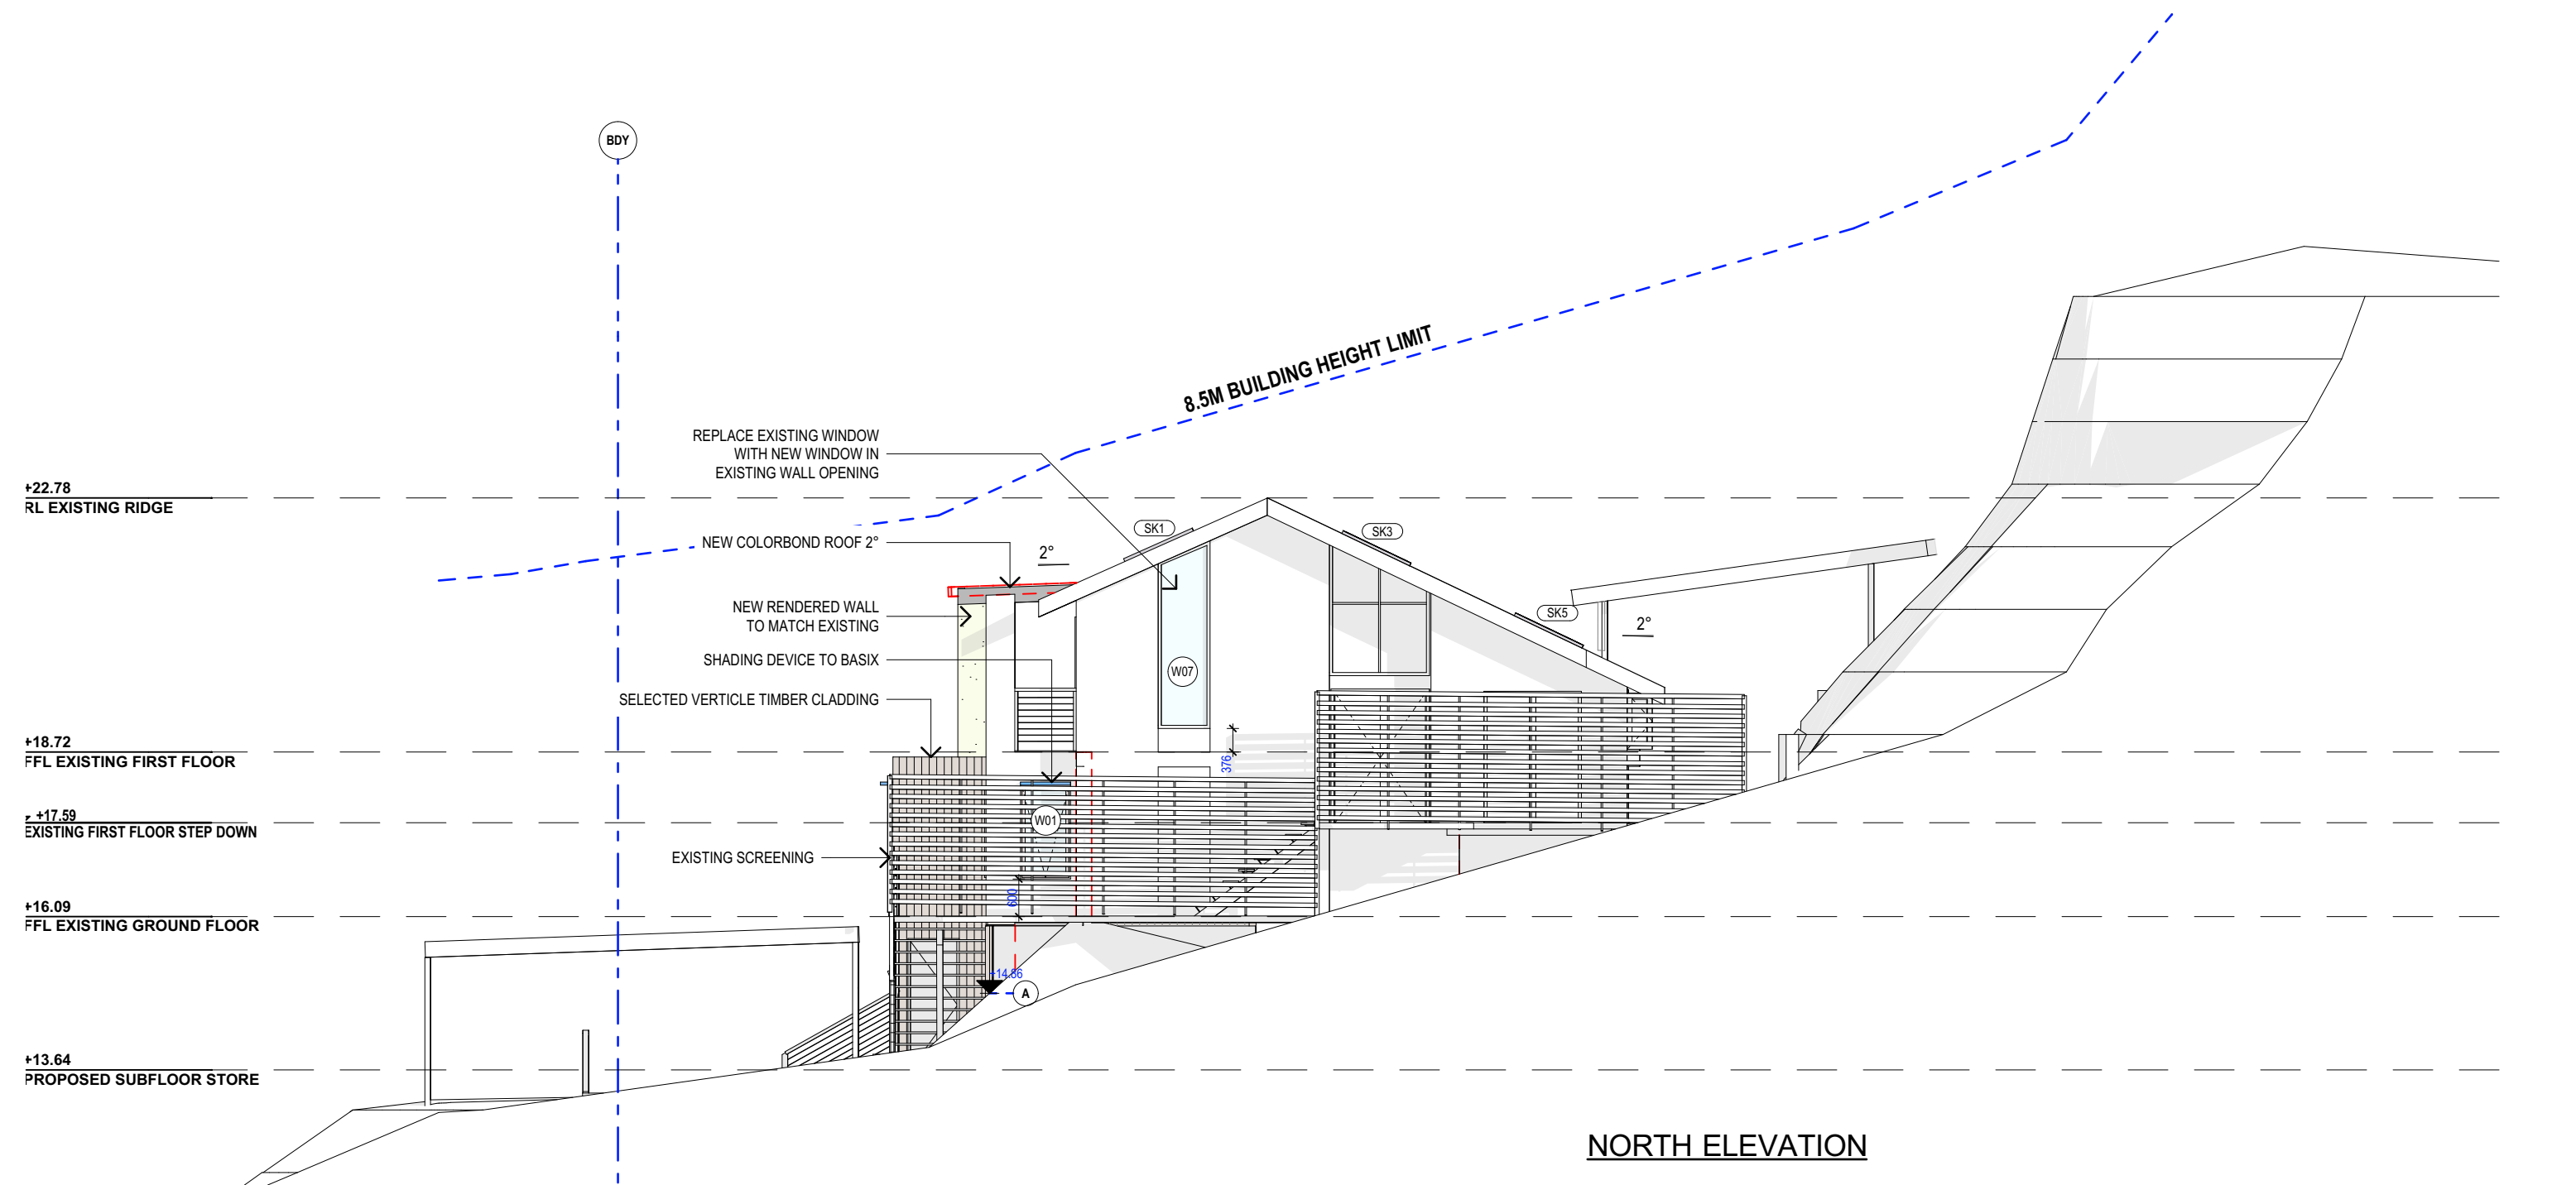 BDY
8.5M BUILDING HEIGHT LIMIT
REPLACE EXISTING WINDOW
WITH NEW WINDOW IN
EXISTING WALL OPENING
+22.78
RL EXISTING RIDGE
SK1
SK3
NEW COLORBOND ROOF 2°
2°
NEW RENDERED WALL
TO MATCH EXISTING
SK5
2°
SHADING DEVICE TO BASIX
W07
SELECTED VERTICLE TIMBER CLADDING
+18.72
FFL EXISTING FIRST FLOOR
376
+17.59
EXISTING FIRST FLOOR STEP DOWN
W01
EXISTING SCREENING
600
+16.09
FFL EXISTING GROUND FLOOR
+14.86
A
+13.64
PROPOSED SUBFLOOR STORE
NORTH ELEVATION